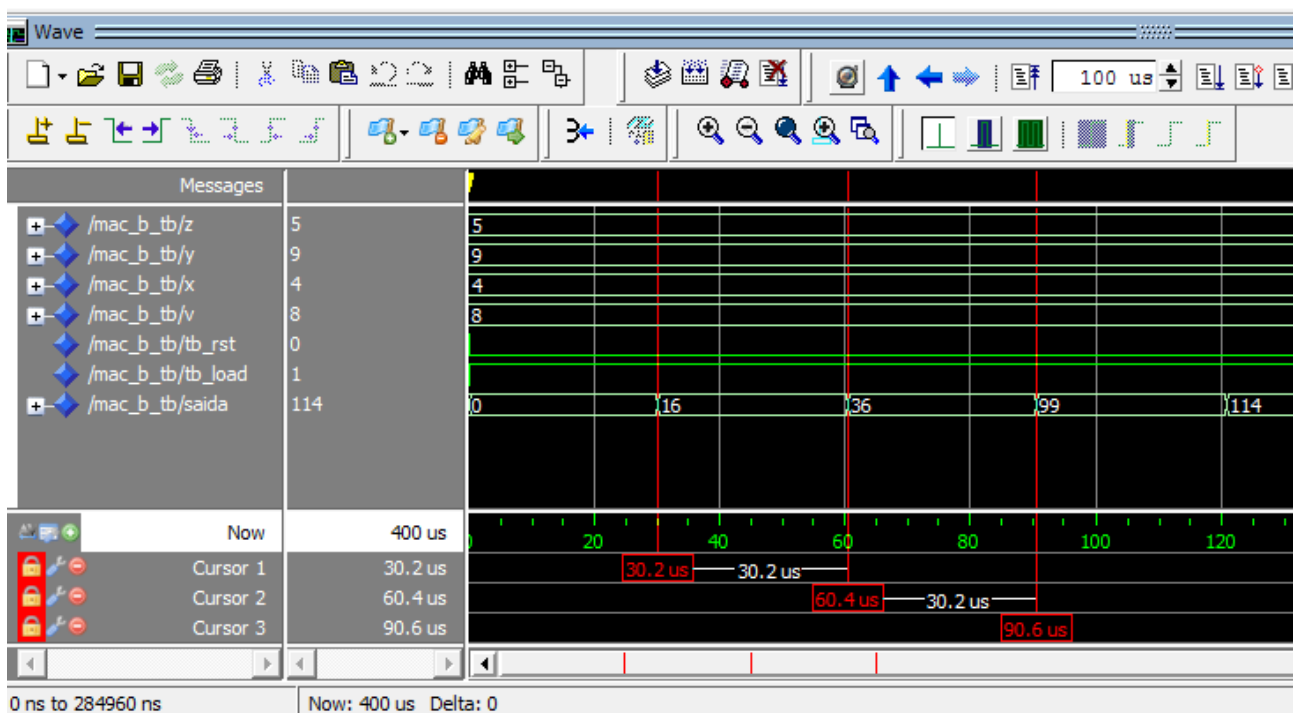 Wave
100 us
Messages
/mac_b_tb/z 5 5
/mac_b_tb/y 9 9
/mac_b_tb/x 4 4
/mac_b_tb/v 8 8
/mac_b_tb/tb_rst 0
/mac_b_tb/tb_load 1
/mac_b_tb/saida 114 0 16 36 99 114
Now 400 us 20 40 60 80 100 120
Cursor 1 30.2 us 30.2 us 30.2 us
Cursor 2 60.4 us 60.4 us 30.2 us
Cursor 3 90.6 us 90.6 us
0 ns to 284960 ns Now: 400 us Delta: 0